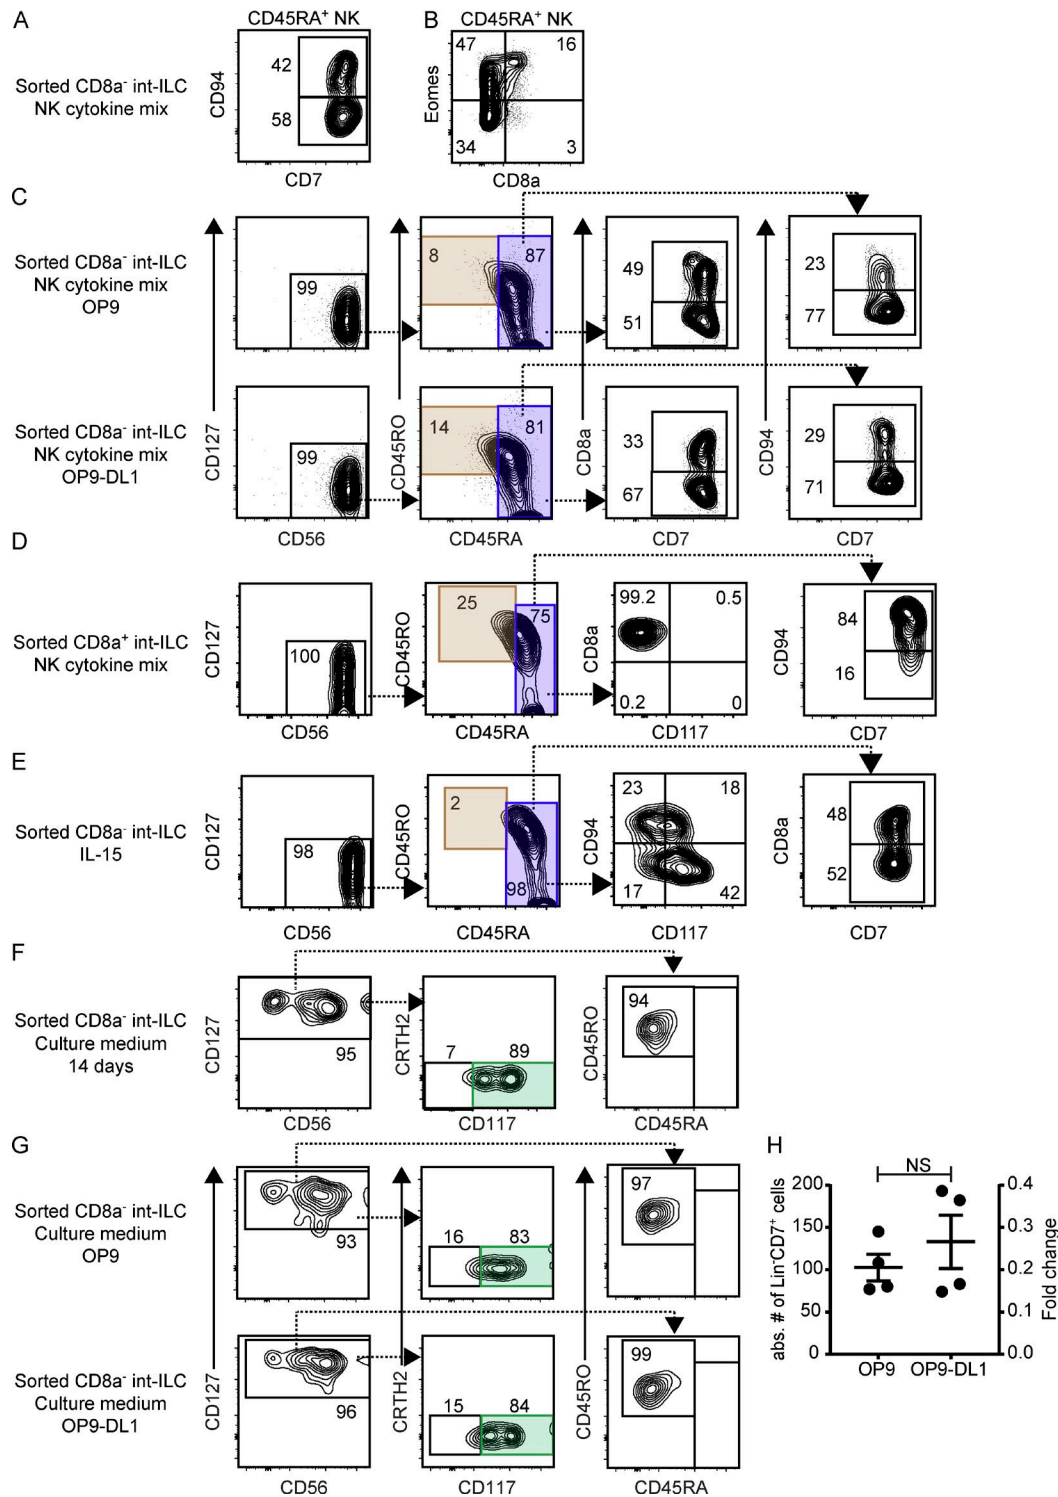 A
CD45RA+ NK
B
CD45RA+ NK
Sorted CD8a- int-ILC
NK cytokine mix
CD94
42
58
CD7
Eomes
47
16
34
3
CD8a
C
Sorted CD8a- int-ILC
NK cytokine mix
OP9
99
8
87
49
51
23
77
Sorted CD8a- int-ILC
NK cytokine mix
OP9-DL1
CD127
99
CD45RO
14
81
CD8a
33
67
CD94
29
71
CD56
CD45RA
CD7
CD7
D
Sorted CD8a+ int-ILC
NK cytokine mix
CD127
100
CD45RO
25
75
CD8a
99.2
0.5
0.2
0
CD94
84
16
CD56
CD45RA
CD117
CD7
E
Sorted CD8a- int-ILC
IL-15
CD127
98
CD45RO
2
98
CD94
23
18
17
42
CD8a
48
52
CD56
CD45RA
CD117
CD7
F
Sorted CD8a- int-ILC
Culture medium
14 days
CD127
95
CRTH2
7
89
CD45RO
94
CD56
CD117
CD45RA
G
Sorted CD8a- int-ILC
Culture medium
OP9
93
16
83
97
Sorted CD8a- int-ILC
Culture medium
OP9-DL1
CD127
96
CRTH2
15
84
CD45RO
99
CD56
CD117
CD45RA
H
NS
abs. # of Lin-CD7+ cells
200
150
100
50
0
0.4
0.3
0.2
0.1
0.0
Fold change
OP9
OP9-DL1